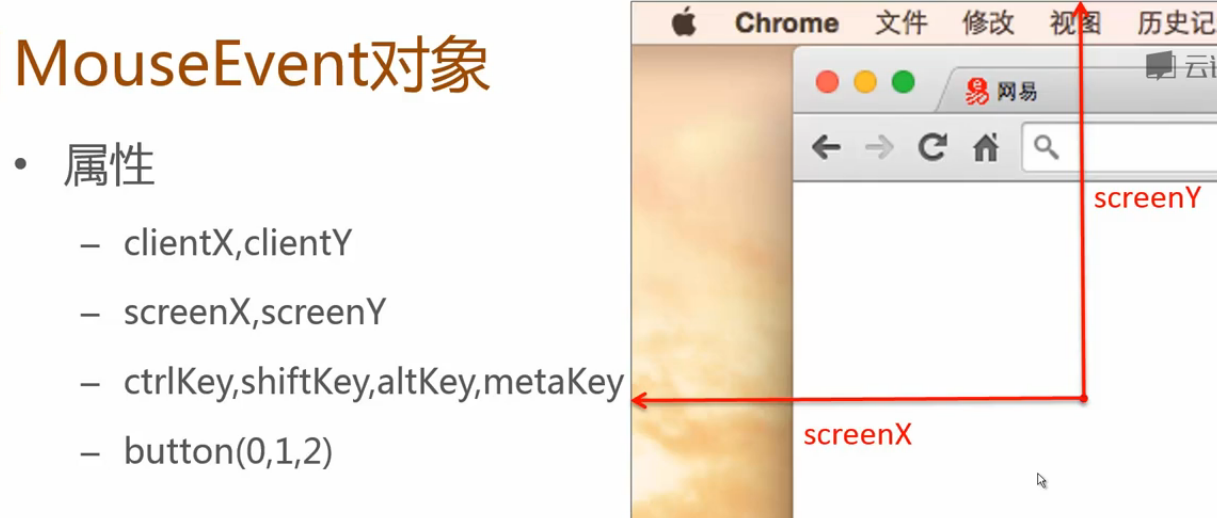 MouseEvent对象
• 属性
– clientX,clientY
– screenX,screenY
– ctrlKey,shiftKey,altKey,metaKey
– button(0,1,2)
Chrome 文件 修改 视图 历史记
云
易 网易
screenY
screenX